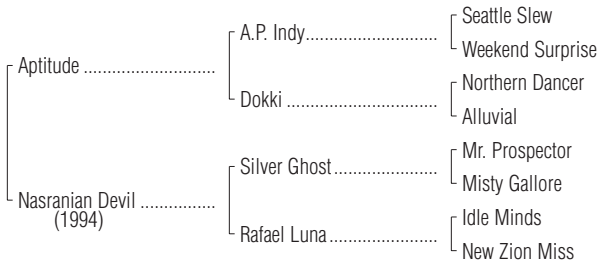 Seattle Slew
A.P. Indy
Weekend Surprise
Aptitude
Northern Dancer
Dokki
Alluvial
Mr. Prospector
Silver Ghost
Misty Gallore
Nasranian Devil
(1994)
Idle Minds
Rafael Luna
New Zion Miss